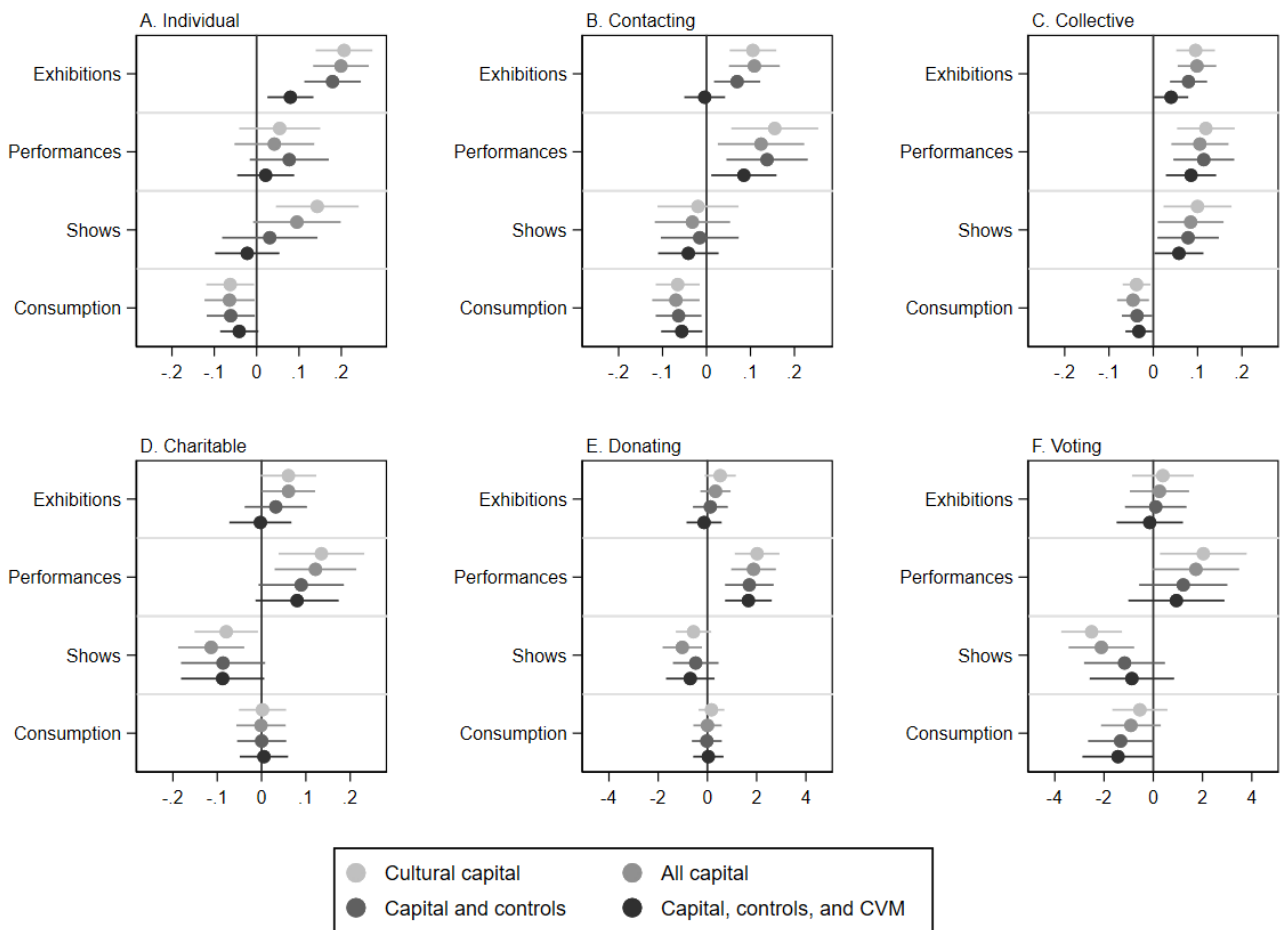 A. Individual
Exhibitions
Performances
Shows
Consumption
-.2 -.1 0 .1 .2
B. Contacting
Exhibitions
Performances
Shows
Consumption
-.2 -.1 0 .1 .2
C. Collective
Exhibitions
Performances
Shows
Consumption
-.2 -.1 0 .1 .2
D. Charitable
Exhibitions
Performances
Shows
Consumption
-.2 -.1 0 .1 .2
E. Donating
Exhibitions
Performances
Shows
Consumption
-4 -2 0 2 4
F. Voting
Exhibitions
Performances
Shows
Consumption
-4 -2 0 2 4
Cultural capital All capital
Capital and controls Capital, controls, and CVM